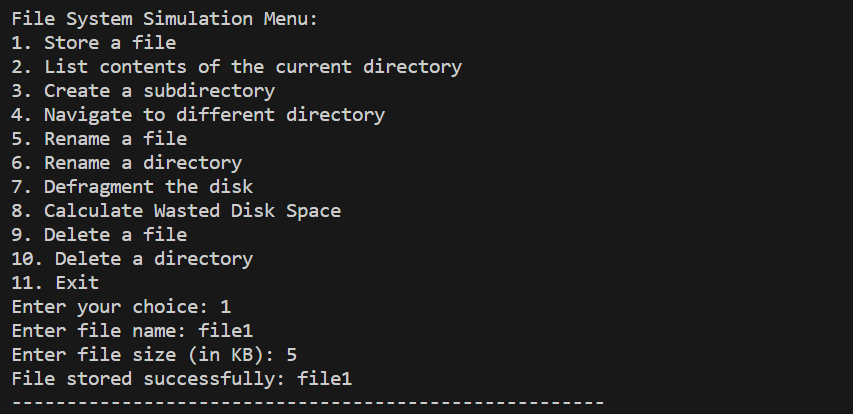 File System Simulation Menu:
1. Store a file
2. List contents of the current directory
3. Create a subdirectory
4. Navigate to different directory
5. Rename a file
6. Rename a directory
7. Defragment the disk
8. Calculate Wasted Disk Space
9. Delete a file
10. Delete a directory
11. Exit
Enter your choice: 1
Enter file name: file1
Enter file size (in KB): 5
File stored successfully: file1
------------------------------------------------------